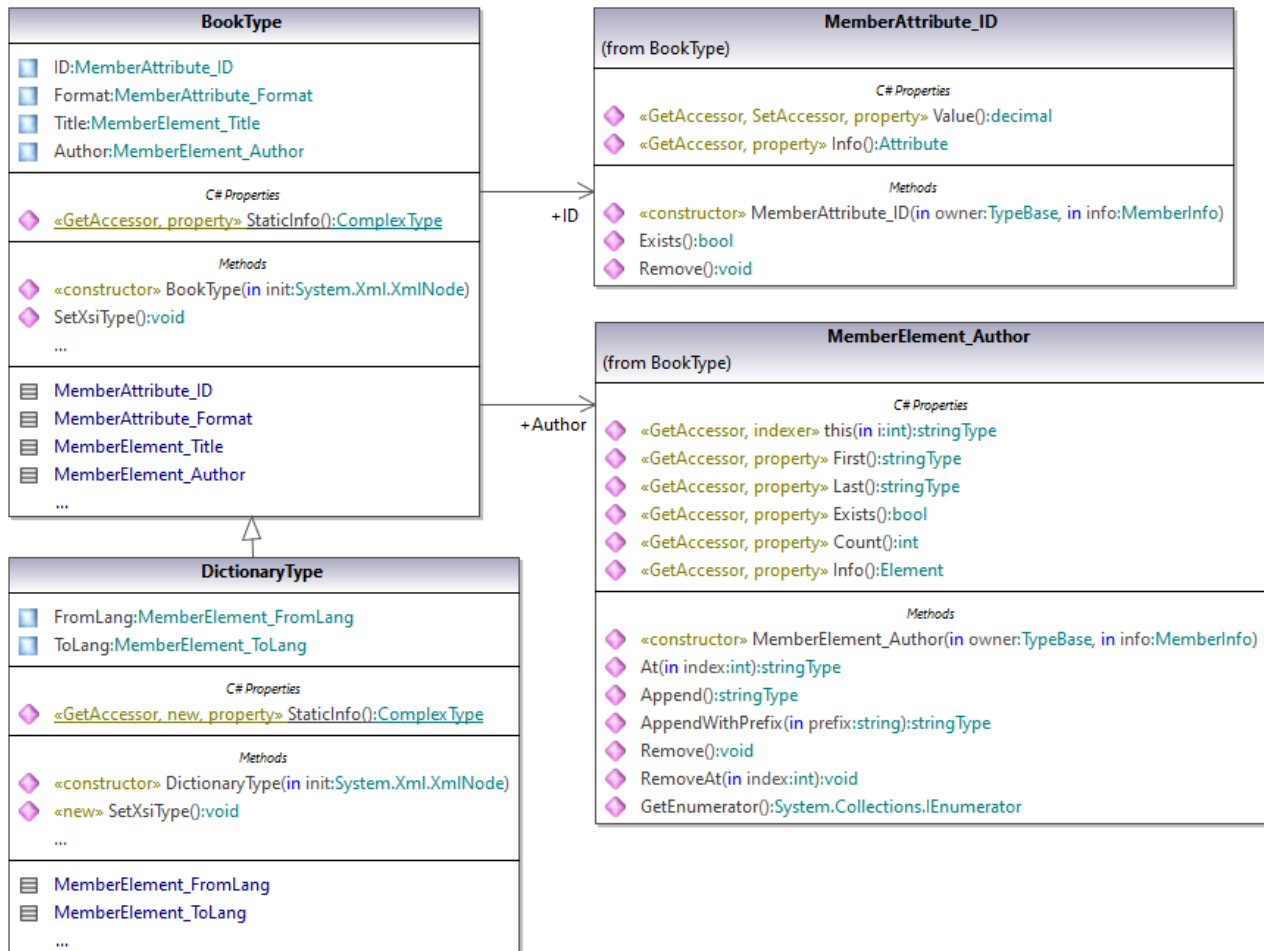 BookType
ID:MemberAttribute_ID
Format:MemberAttribute_Format
Title:MemberElement_Title
Author:MemberElement_Author
C# Properties
«GetAccessor, property» StaticInfo():ComplexType
Methods
«constructor» BookType(in init:System.Xml.XmlNode)
SetXsiType():void
...
MemberAttribute_ID
MemberAttribute_Format
MemberElement_Title
MemberElement_Author
...
+ID
+Author
MemberAttribute_ID
(from BookType)
C# Properties
«GetAccessor, SetAccessor, property» Value():decimal
«GetAccessor, property» Info():Attribute
Methods
«constructor» MemberAttribute_ID(in owner:TypeBase, in info:MemberInfo)
Exists():bool
Remove():void
MemberElement_Author
(from BookType)
C# Properties
«GetAccessor, indexer» this(in i:int):stringType
«GetAccessor, property» First():stringType
«GetAccessor, property» Last():stringType
«GetAccessor, property» Exists():bool
«GetAccessor, property» Count():int
«GetAccessor, property» Info():Element
Methods
«constructor» MemberElement_Author(in owner:TypeBase, in info:MemberInfo)
At(in index:int):stringType
Append():stringType
AppendWithPrefix(in prefix:string):stringType
Remove():void
RemoveAt(in index:int):void
GetEnumerator():System.Collections.IEnumerator
DictionaryType
FromLang:MemberElement_FromLang
ToLang:MemberElement_ToLang
C# Properties
«GetAccessor, new, property» StaticInfo():ComplexType
Methods
«constructor» DictionaryType(in init:System.Xml.XmlNode)
«new» SetXsiType():void
...
MemberElement_FromLang
MemberElement_ToLang
...